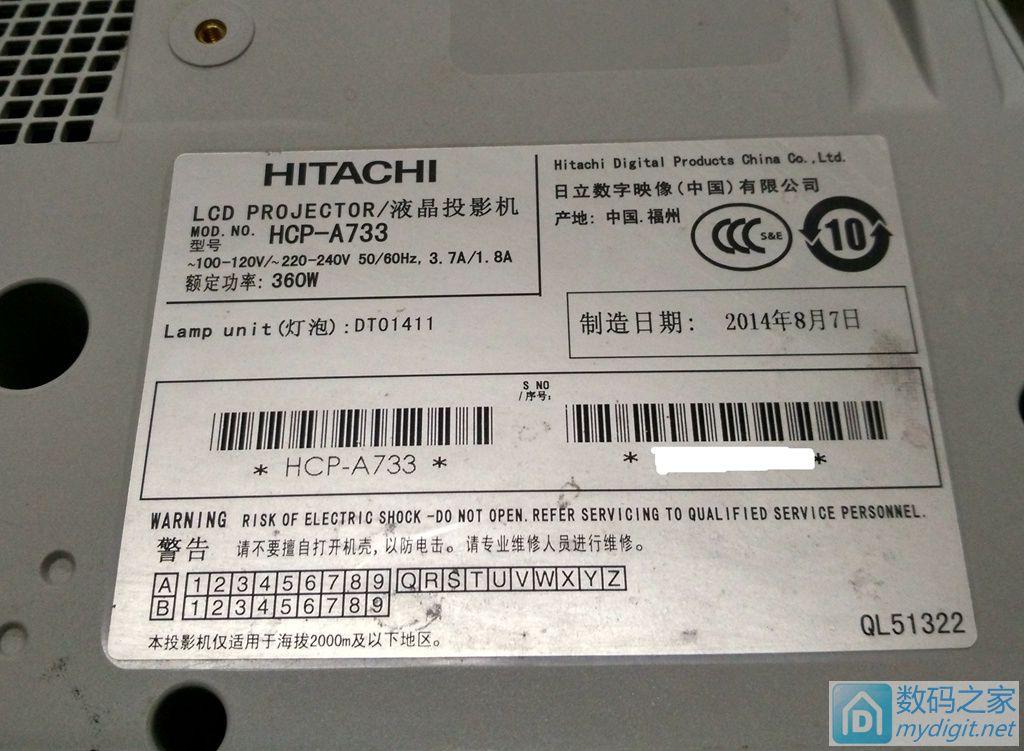 HITACHI
LCD PROJECTOR/液晶投影机
MOD.NO. HCP-A733
型号
~100-120V/~220-240V 50/60Hz, 3.7A/1.8A
额定功率: 360W
Hitachi Digital Products China Co.,Ltd.
日立数字映像(中国)有限公司
产地: 中国.福州
CCC S&E
10
Lamp unit(灯泡):DT01411
制造日期: 2014年8月7日
S NO
/序号:
* HCP-A733 *
* *
WARNING RISK OF ELECTRIC SHOCK-DO NOT OPEN. REFER SERVICING TO QUALIFIED SERVICE PERSONNEL.
警告 请不要擅自打开机壳,以防电击。请专业维修人员进行维修。
A 1 2 3 4 5 6 7 8 9 Q R S T U V W X Y Z
B 1 2 3 4 5 6 7 8 9
本投影机仅适用于海拔2000m及以下地区。
QL51322
数码之家
mydigit.net